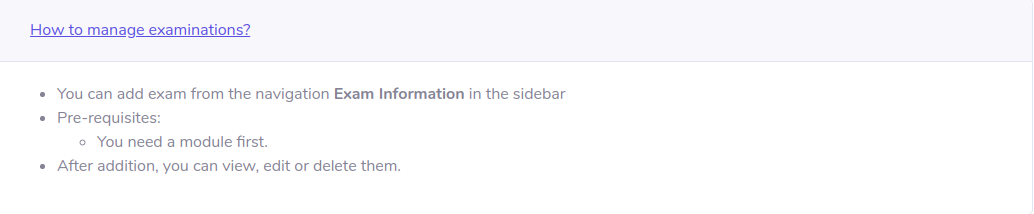 How to manage examinations?
You can add exam from the navigation Exam Information in the sidebar
Pre-requisites:
You need a module first.
After addition, you can view, edit or delete them.